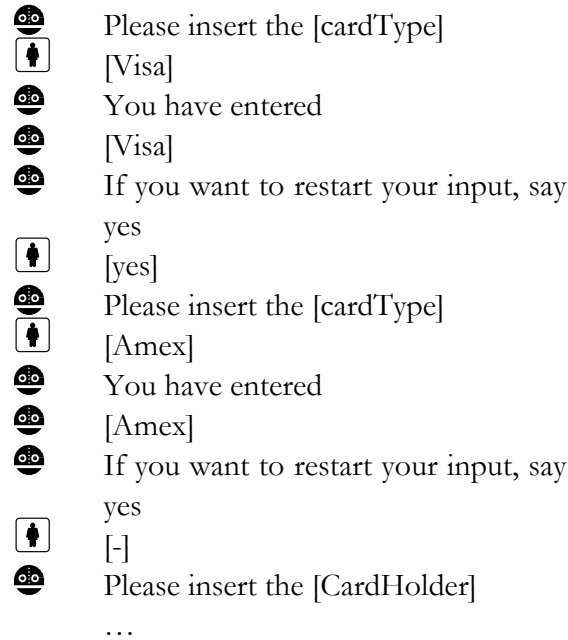 Please insert the [cardType]
[Visa]
You have entered
[Visa]
If you want to restart your input, say
yes
[yes]
Please insert the [cardType]
[Amex]
You have entered
[Amex]
If you want to restart your input, say
yes
[-]
Please insert the [CardHolder]
…